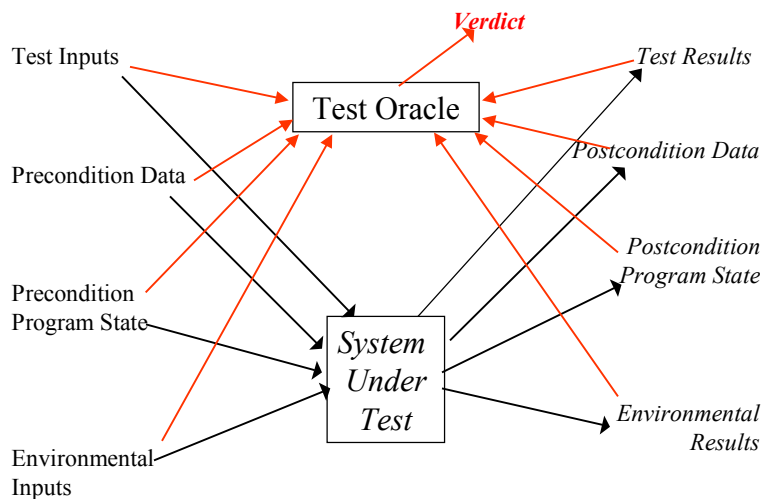 Verdict
Test Inputs
Test Results
Test Oracle
Precondition Data
Postcondition Data
Precondition
Program State
Postcondition
Program State
System
Under
Test
Environmental
Inputs
Environmental
Results